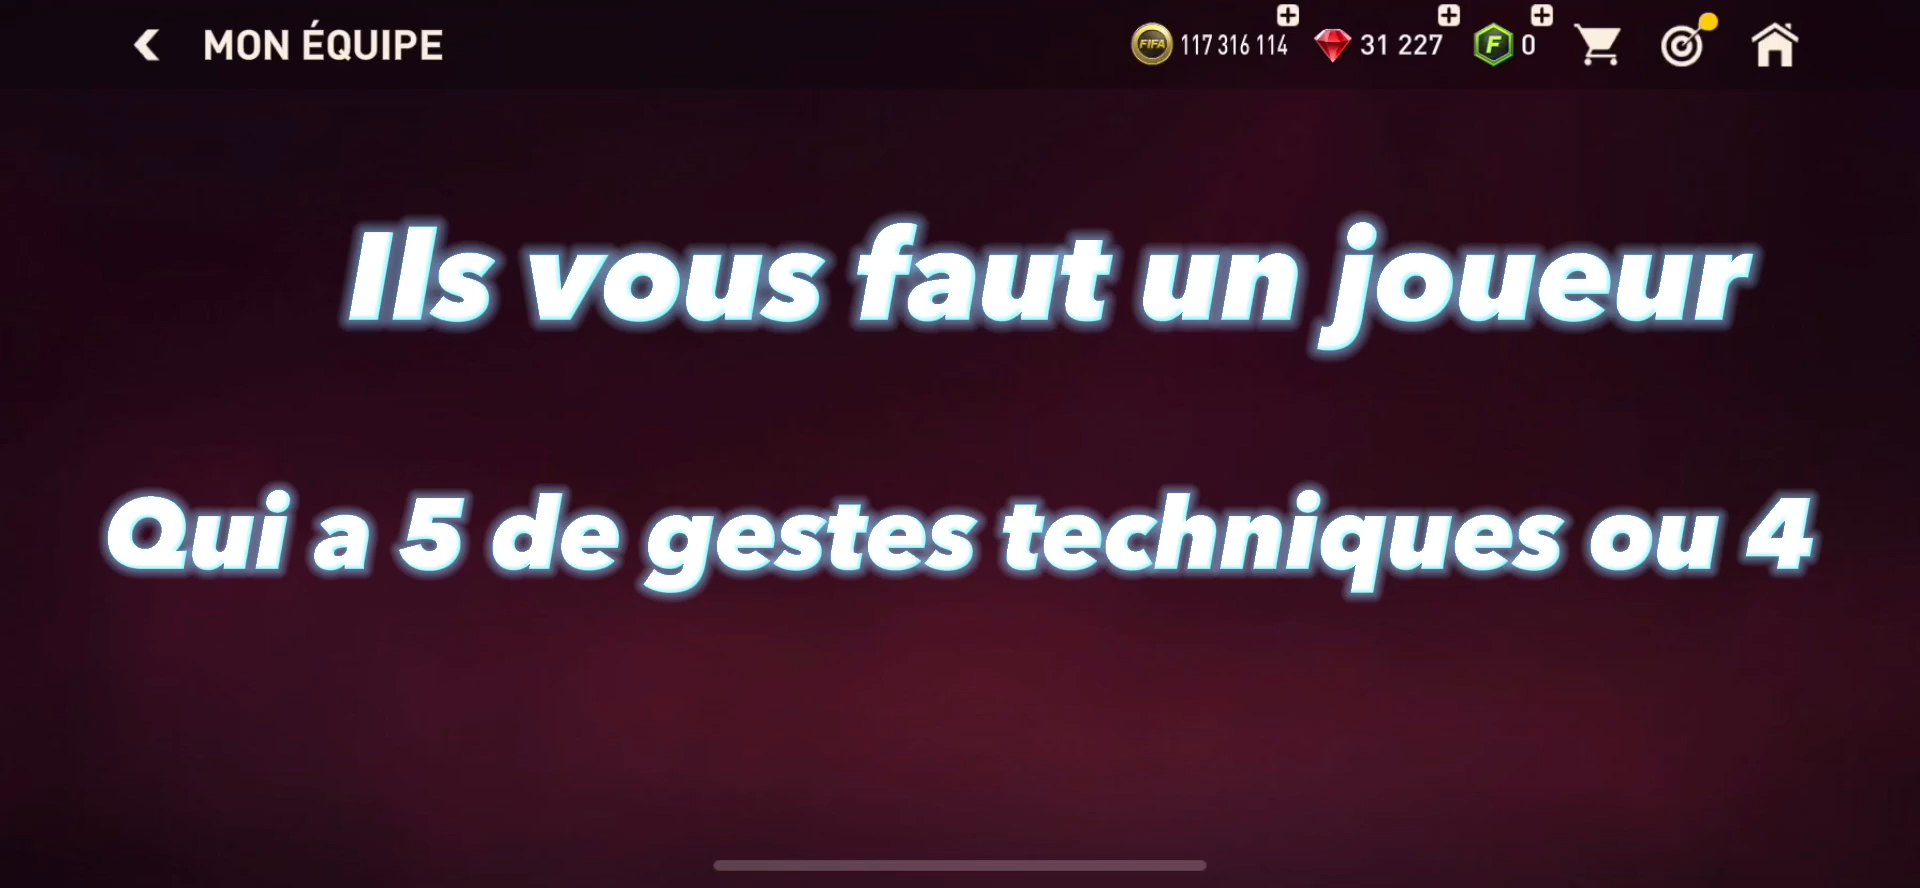 MON ÉQUIPE FIFA 117 316 114 31 227 F 0
Ils vous faut un joueur
Qui a 5 de gestes techniques ou 4